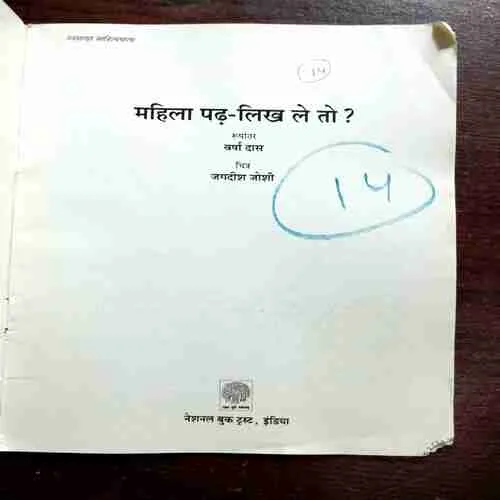 नवसाक्षर साहित्यमाला
14
महिला पढ़-लिख ले तो ?
रूपांतर
वर्षा दास
चित्र
जगदीश जोशी
14
नेशनल बुक ट्रस्ट, इंडिया